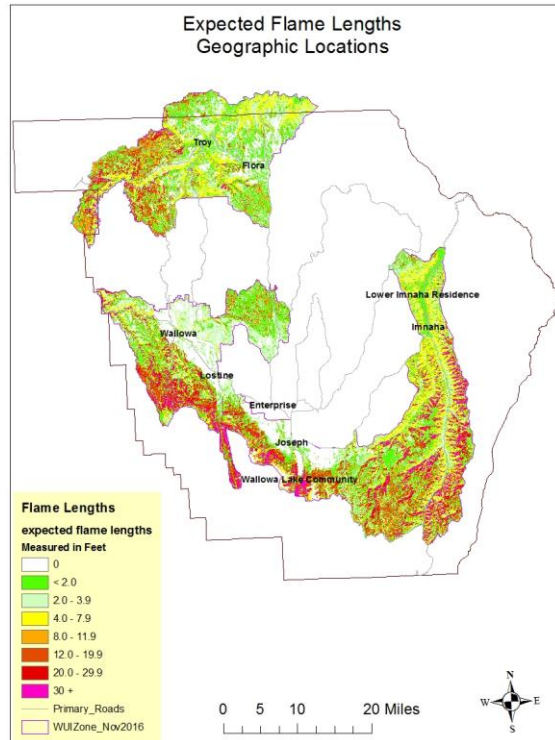 Expected Flame Lengths
Geographic Locations
Troy
Flora
Lower Imnaha Residence
Imnaha
Wallowa
Lostine
Enterprise
Joseph
Wallowa Lake Community
Flame Lengths
expected flame lengths
Measured in Feet
0
< 2.0
2.0 - 3.9
4.0 - 7.9
8.0 - 11.9
12.0 - 19.9
20.0 - 29.9
30 +
Primary_Roads
WUIZone_Nov2016
0 5 10 20 Miles
N
W E
S